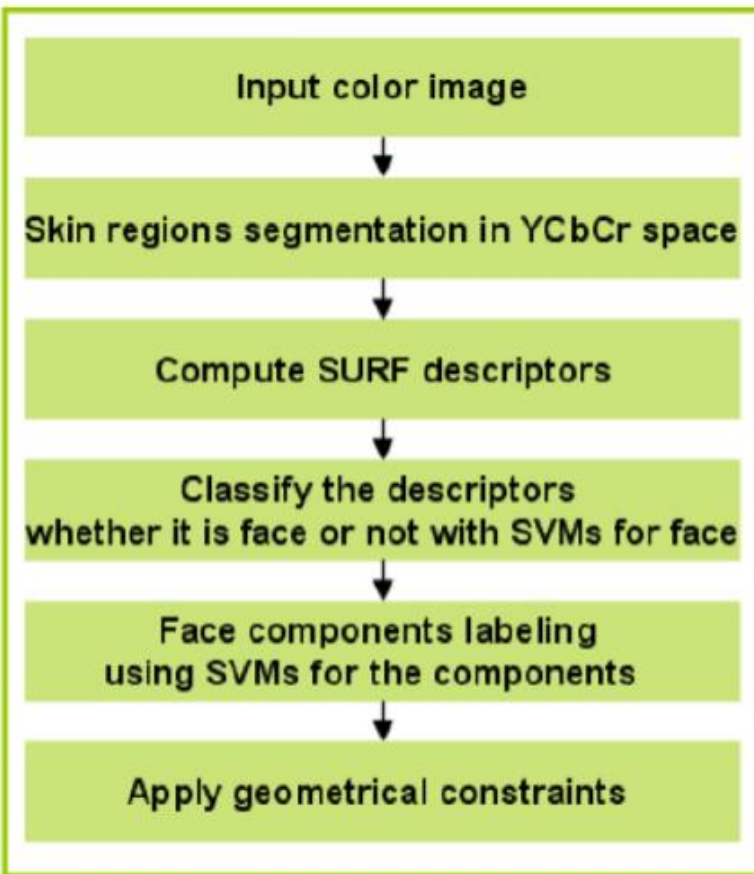 Input color image
Skin regions segmentation in YCbCr space
Compute SURF descriptors
Classify the descriptors
whether it is face or not with SVMs for face
Face components labeling
using SVMs for the components
Apply geometrical constraints